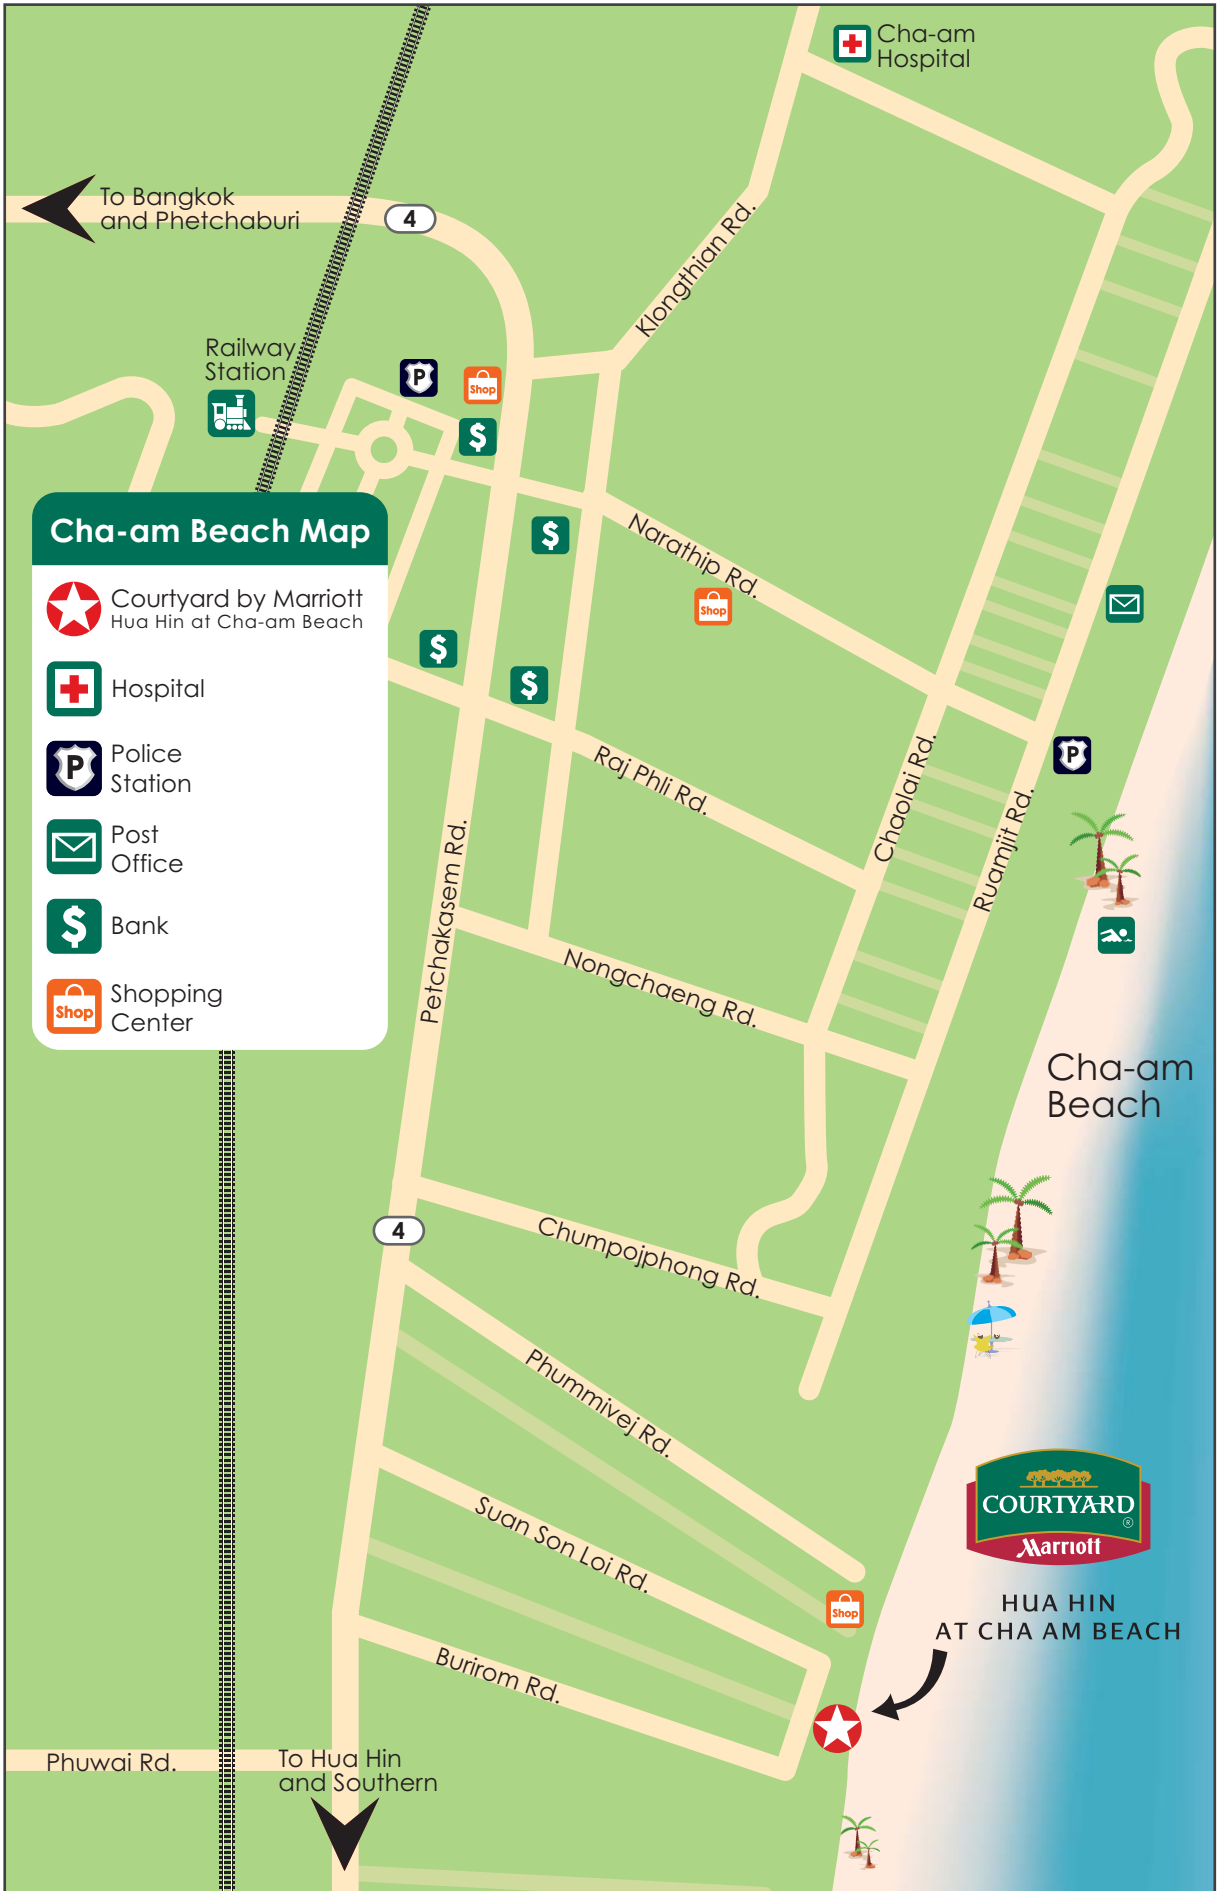 Cha-am
Hospital
To Bangkok
and Phetchaburi
4
Klongthian Rd.
Railway
Station
P
Shop
$
Cha-am Beach Map
Courtyard by Marriott
Hua Hin at Cha-am Beach
Hospital
P
Police
Station
Post
Office
$
Bank
Shop
Shopping
Center
$
Narathip Rd.
Shop
$
$
Raj Phli Rd.
Chaolai Rd.
Ruamjit Rd.
P
Petchakasem Rd.
Nongchaeng Rd.
Cha-am
Beach
4
Chumpojphong Rd.
Phummivej Rd.
Suan Son Loi Rd.
COURTYARD
®
Marriott
HUA HIN
AT CHA AM BEACH
Shop
Burirom Rd.
Phuwai Rd.
To Hua Hin
and Southern